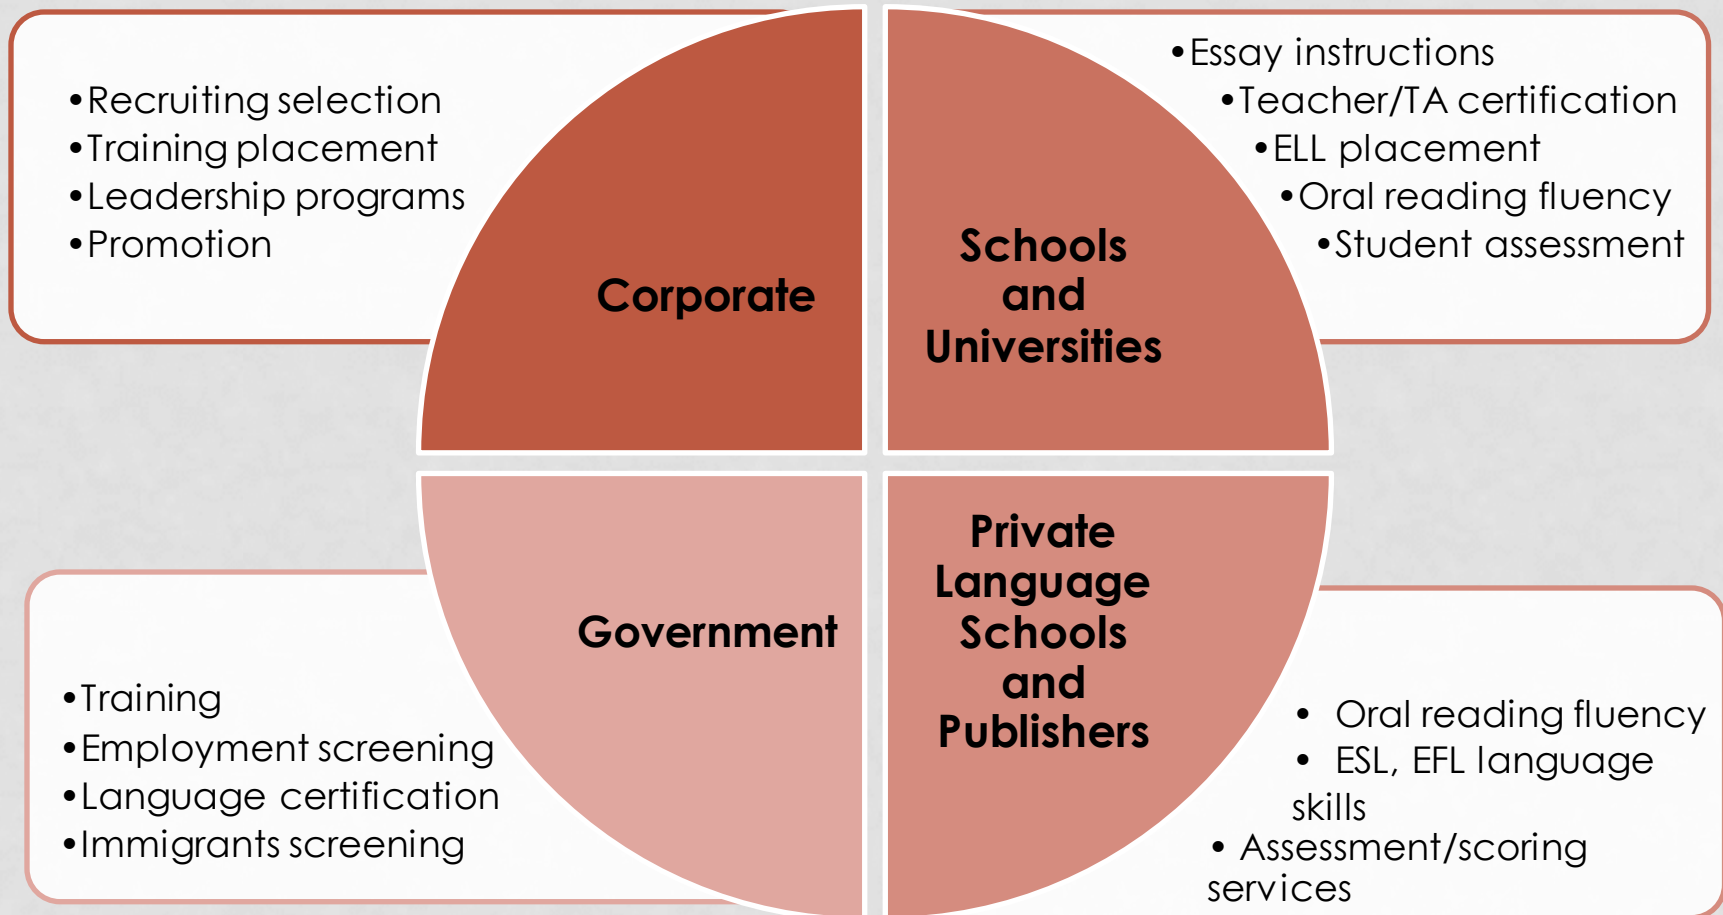 •Recruiting selection
•Training placement
•Leadership programs
•Promotion
Corporate
•Essay instructions
•Teacher/TA certification
•ELL placement
•Oral reading fluency
•Student assessment
Schools
and
Universities
Government
•Training
•Employment screening
•Language certification
•Immigrants screening
Private
Language
Schools
and
Publishers
• Oral reading fluency
• ESL, EFL language
skills
• Assessment/scoring
services